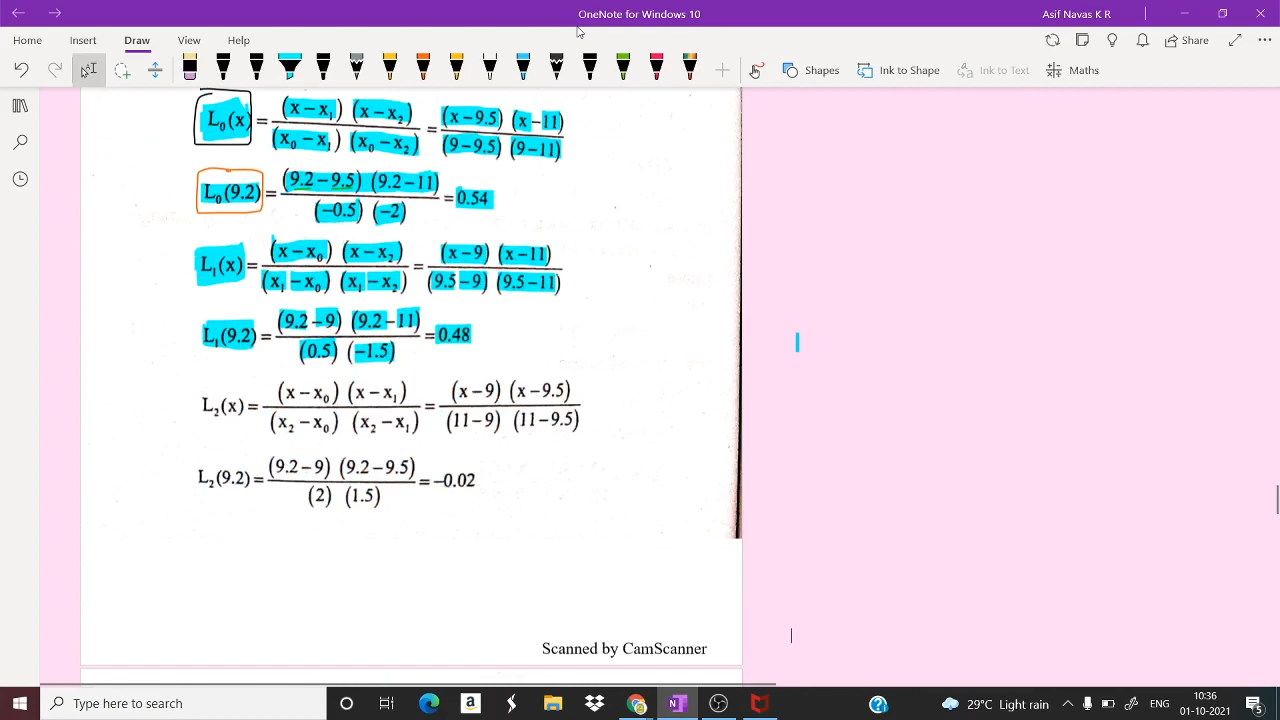 OneNote for Windows 10
Asif Navas K R
Home Insert Draw View Help
Share
Shapes Ink to Shape Ink to Text Maths
L₀(x) = (x − x₁) (x − x₂) / (x₀ − x₁) (x₀ − x₂) = (x − 9.5) (x − 11) / (9 − 9.5) (9 − 11)
L₀(9.2) = (9.2 − 9.5) (9.2 − 11) / (−0.5) (−2) = 0.54
L₁(x) = (x − x₀) (x − x₂) / (x₁ − x₀) (x₁ − x₂) = (x − 9) (x − 11) / (9.5 − 9) (9.5 − 11)
L₁(9.2) = (9.2 − 9) (9.2 − 11) / (0.5) (−1.5) = 0.48
L₂(x) = (x − x₀) (x − x₁) / (x₂ − x₀) (x₂ − x₁) = (x − 9) (x − 9.5) / (11 − 9) (11 − 9.5)
L₂(9.2) = (9.2 − 9) (9.2 − 9.5) / (2) (1.5) = −0.02
Scanned by CamScanner
Type here to search
29°C Light rain
ENG
10:36
01-10-2021
5